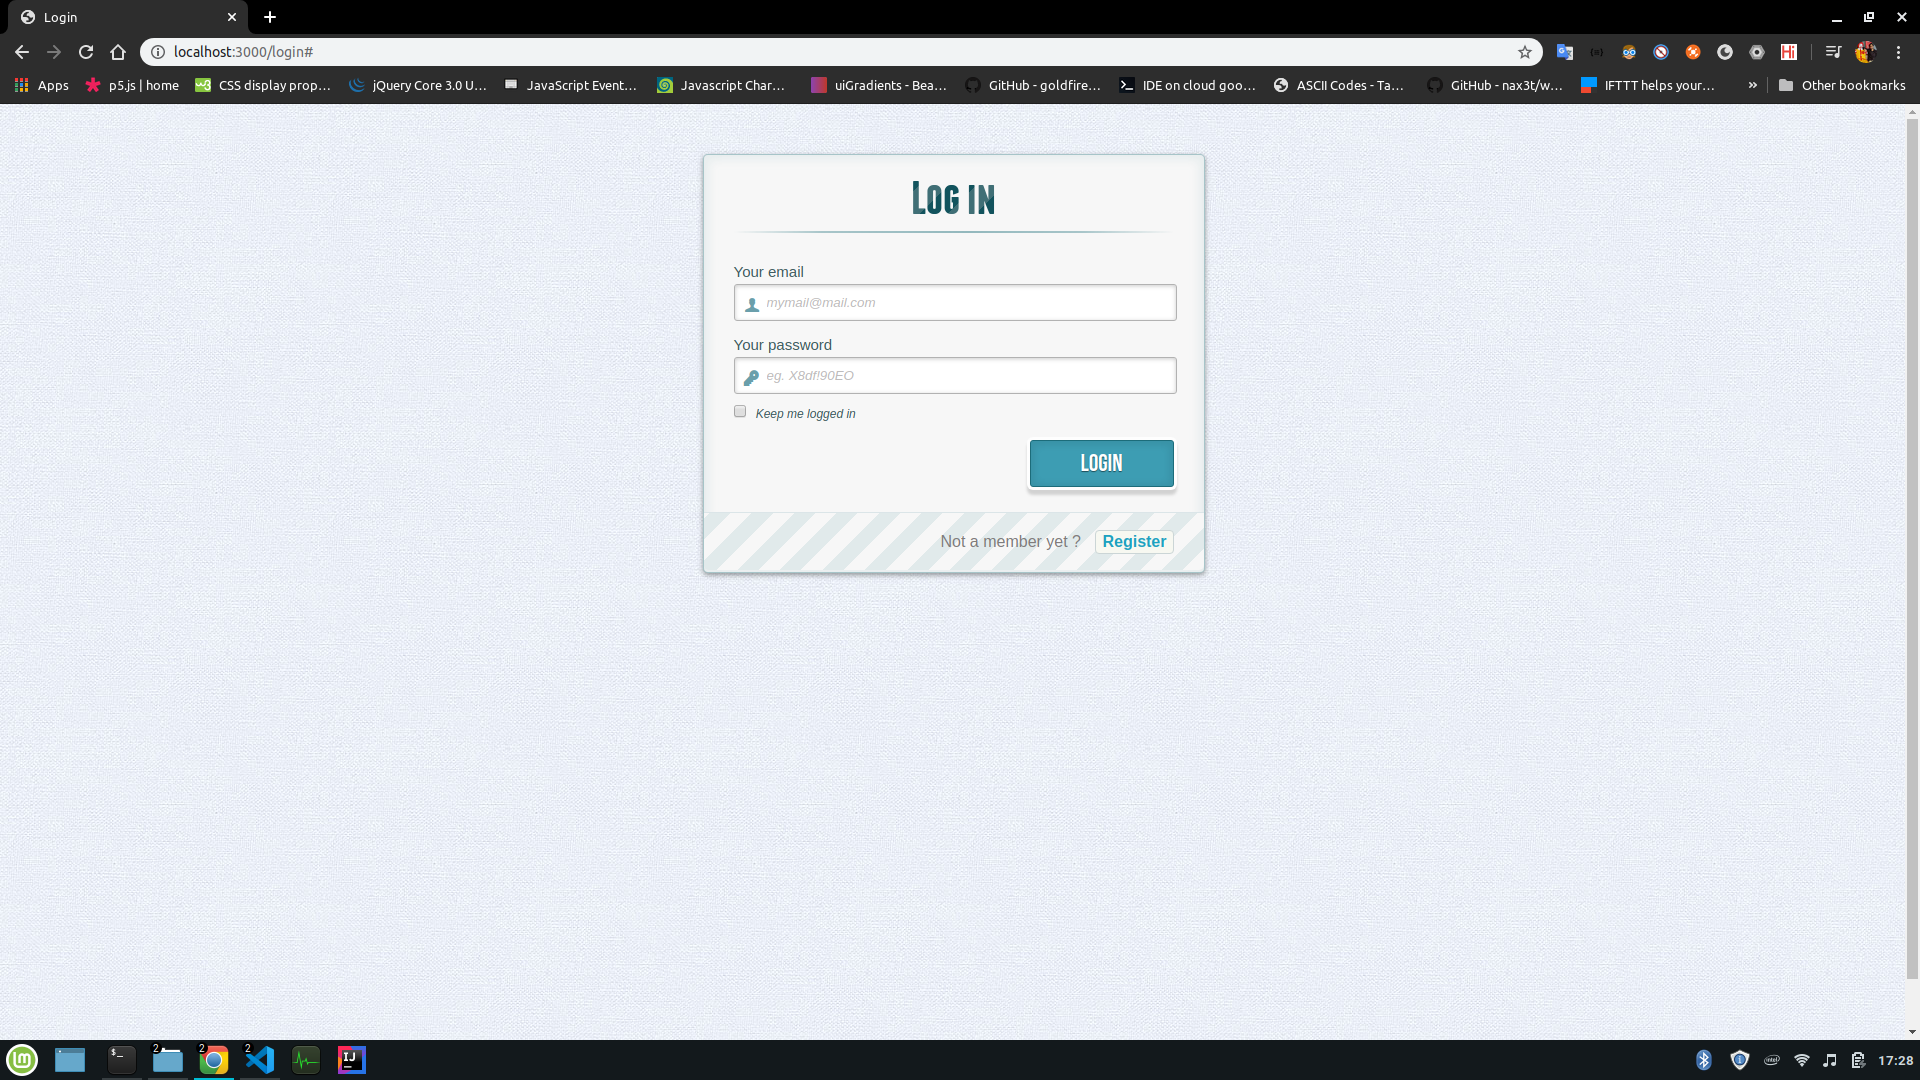 Login
localhost:3000/login#
Apps p5.js | home CSS display prop... jQuery Core 3.0 U... JavaScript Event... Javascript Char... uiGradients - Bea... GitHub - goldfire... IDE on cloud goo... ASCII Codes - Ta... GitHub - nax3t/w... IFTTT helps your... » Other bookmarks
Log in
Your email
mymail@mail.com
Your password
eg. X8df!90EO
Keep me logged in
LOGIN
Not a member yet ? Register
2 2 2 17:28